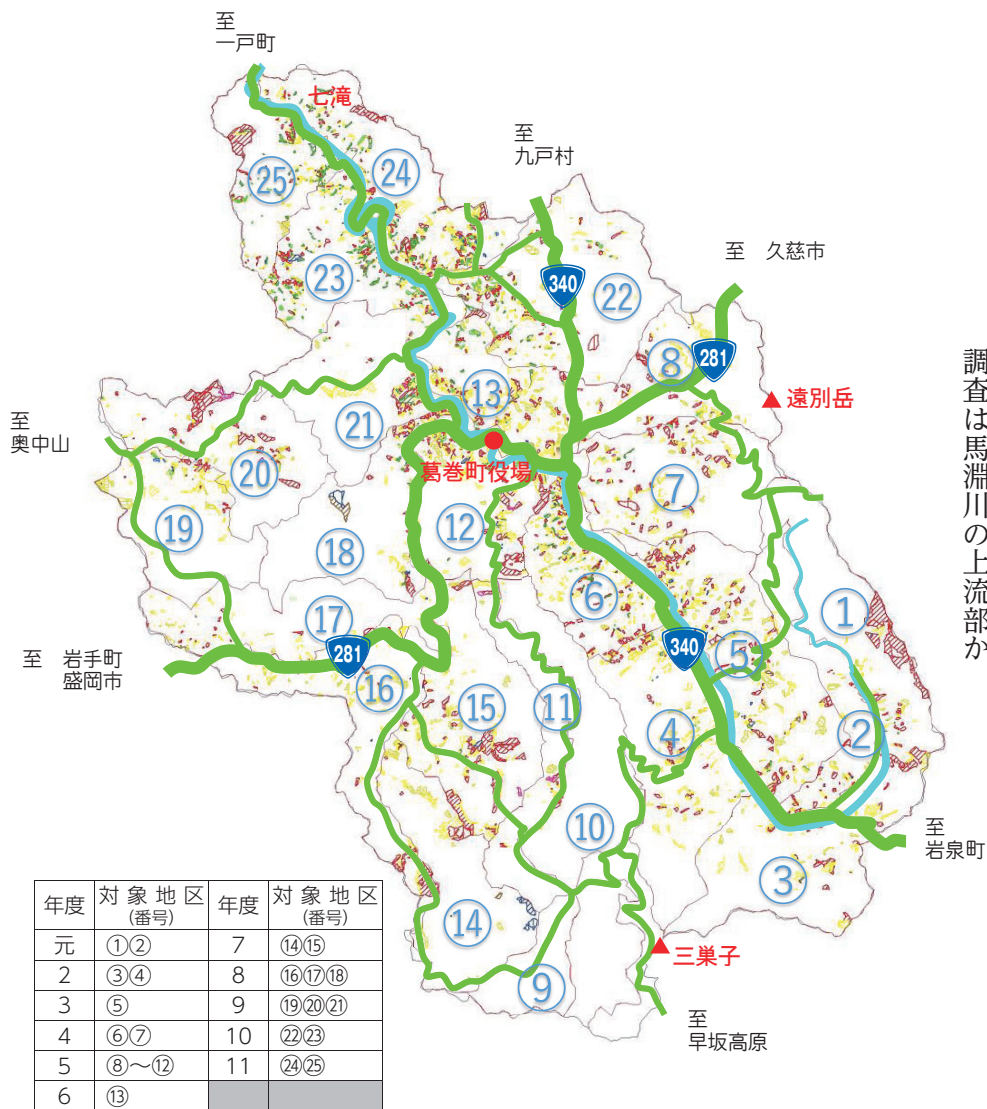 至
一戸町
七滝
至
九戸村
㉔
㉕
至　久慈市
㉓
340
㉒
⑧
281
遠別岳
⑬
至
奥中山
㉑
葛巻町役場
⑳
⑦
⑫
⑲
⑱
⑥
①
⑰
340
⑤
至　岩手町
盛岡市
281
⑯
⑮
⑪
④
②
⑩
至
岩泉町
③
⑭
三巣子
⑨
至
早坂高原
調査は馬淵川の上流部か
年度 対象地区(番号) 年度 対象地区(番号)
元 ①② 7 ⑭⑮
2 ③④ 8 ⑯⑰⑱
3 ⑤ 9 ⑲⑳㉑
4 ⑥⑦ 10 ㉒㉓
5 ⑧〜⑫ 11 ㉔㉕
6 ⑬